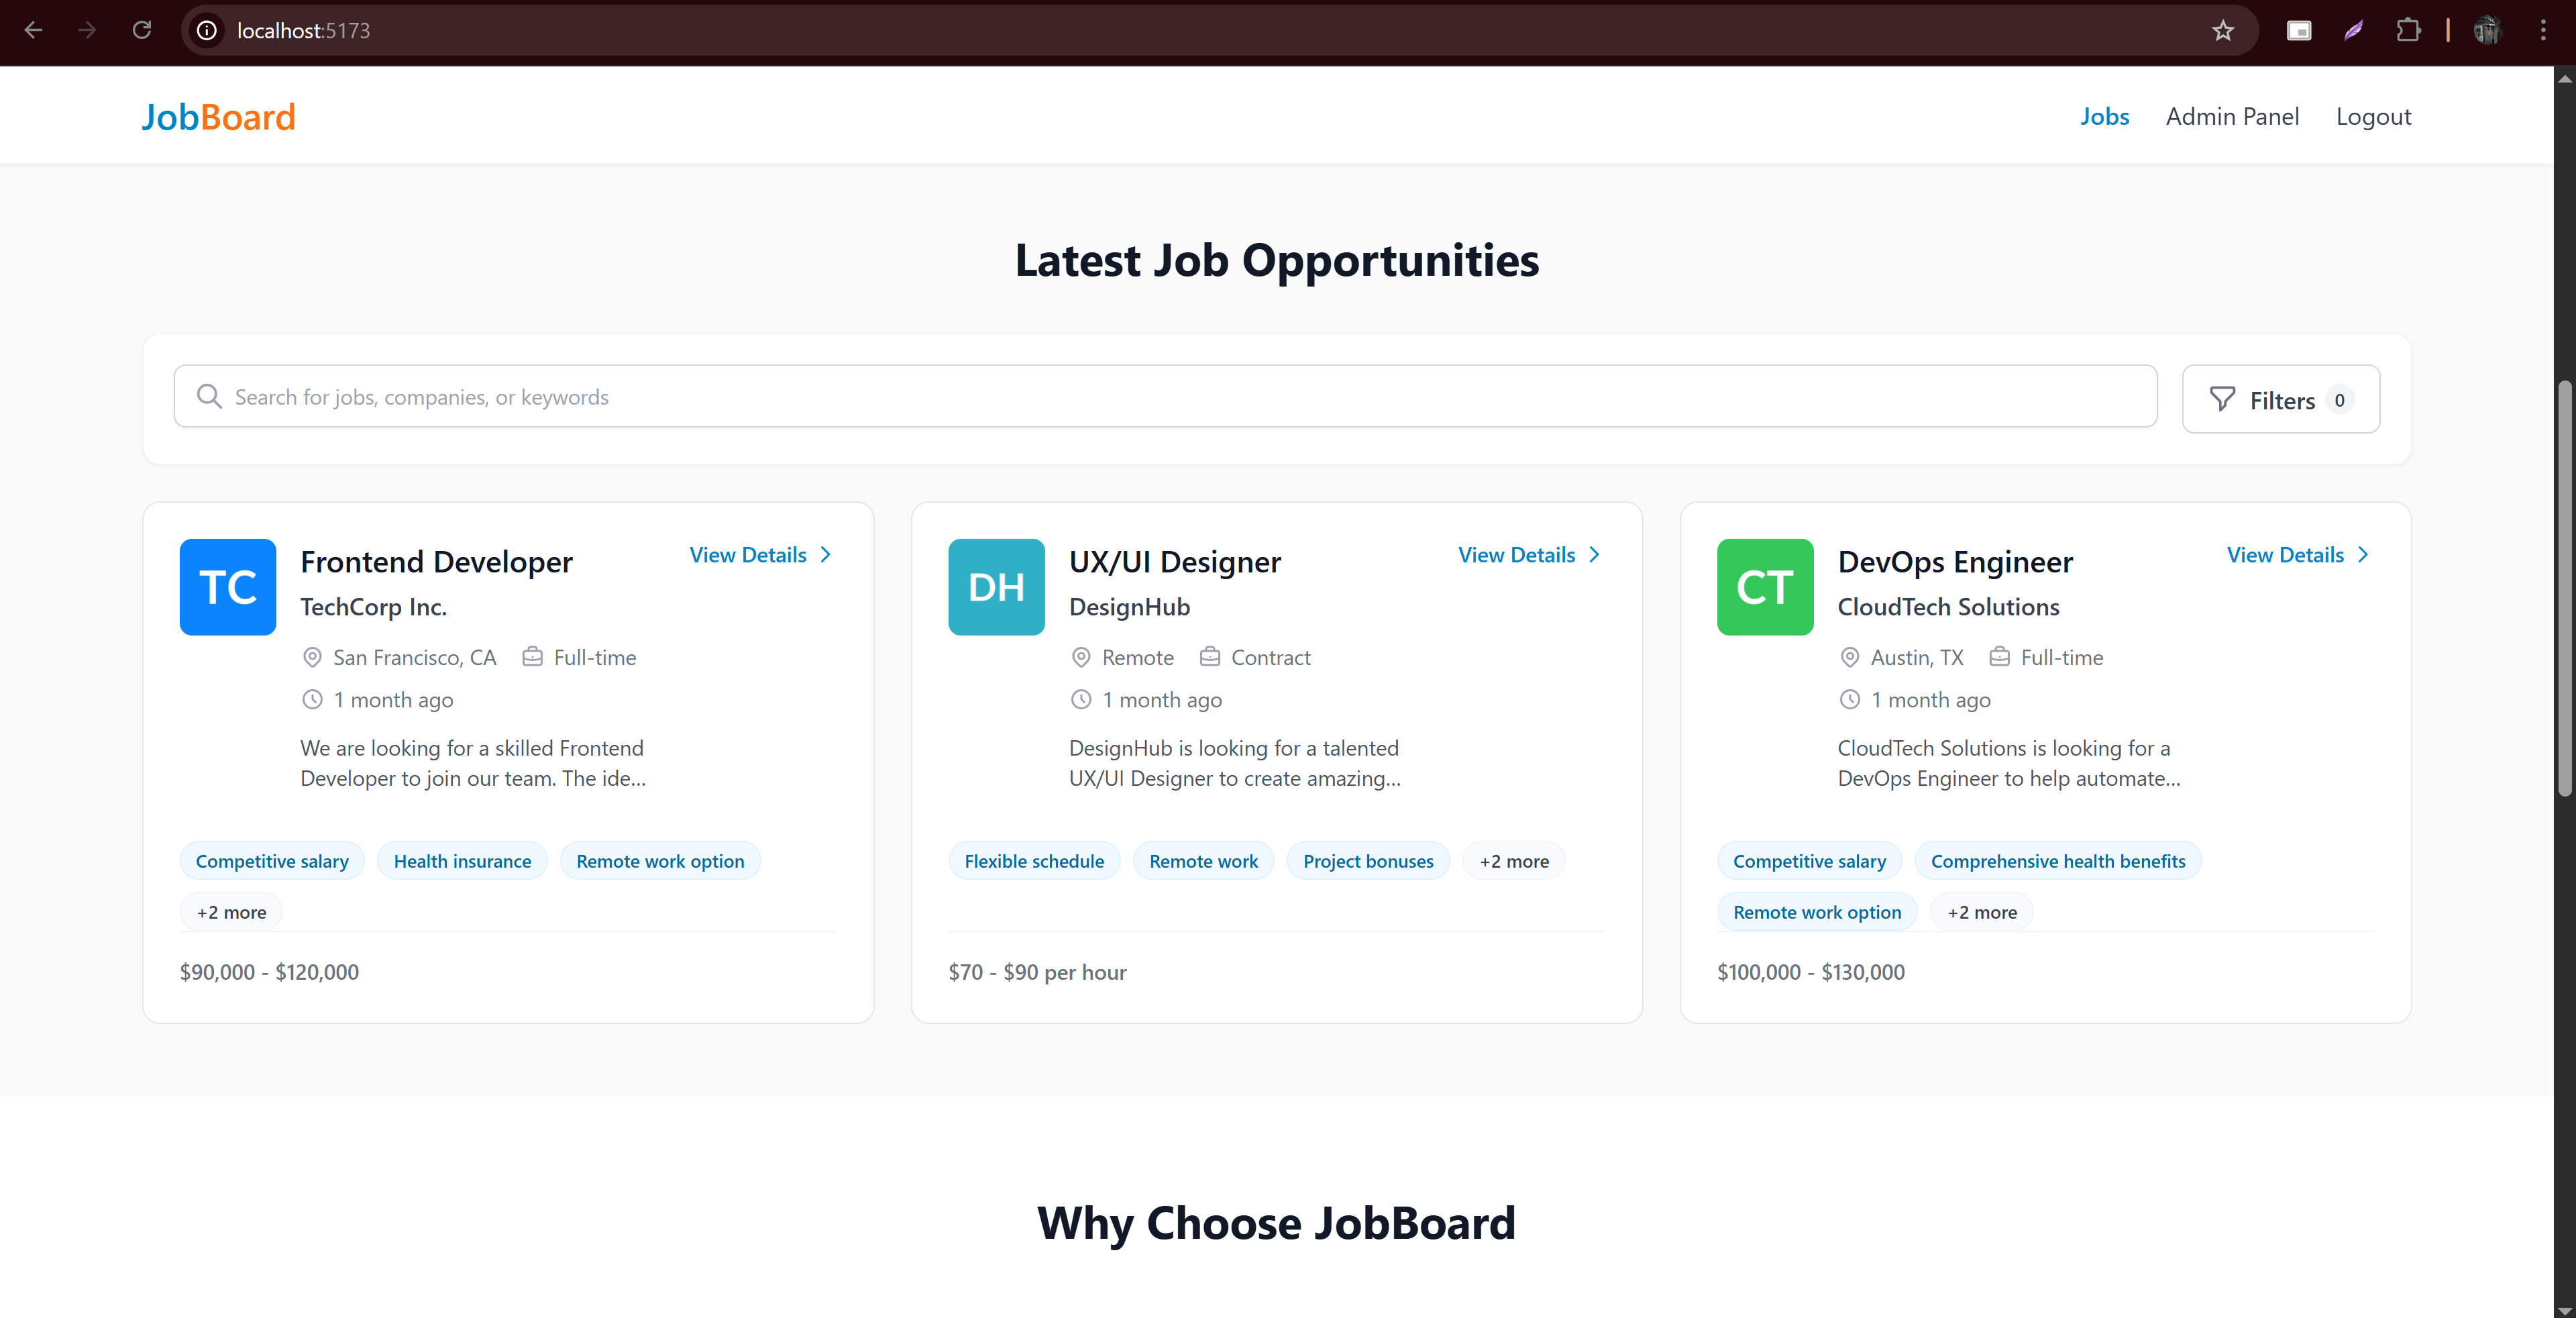 localhost:5173
JobBoard
Jobs Admin Panel Logout
Latest Job Opportunities
Search for jobs, companies, or keywords
Filters 0
TC
Frontend Developer
View Details
TechCorp Inc.
San Francisco, CA Full-time
1 month ago
We are looking for a skilled Frontend
Developer to join our team. The ide...
Competitive salary Health insurance Remote work option
+2 more
$90,000 - $120,000
DH
UX/UI Designer
View Details
DesignHub
Remote Contract
1 month ago
DesignHub is looking for a talented
UX/UI Designer to create amazing...
Flexible schedule Remote work Project bonuses +2 more
$70 - $90 per hour
CT
DevOps Engineer
View Details
CloudTech Solutions
Austin, TX Full-time
1 month ago
CloudTech Solutions is looking for a
DevOps Engineer to help automate...
Competitive salary Comprehensive health benefits
Remote work option +2 more
$100,000 - $130,000
Why Choose JobBoard